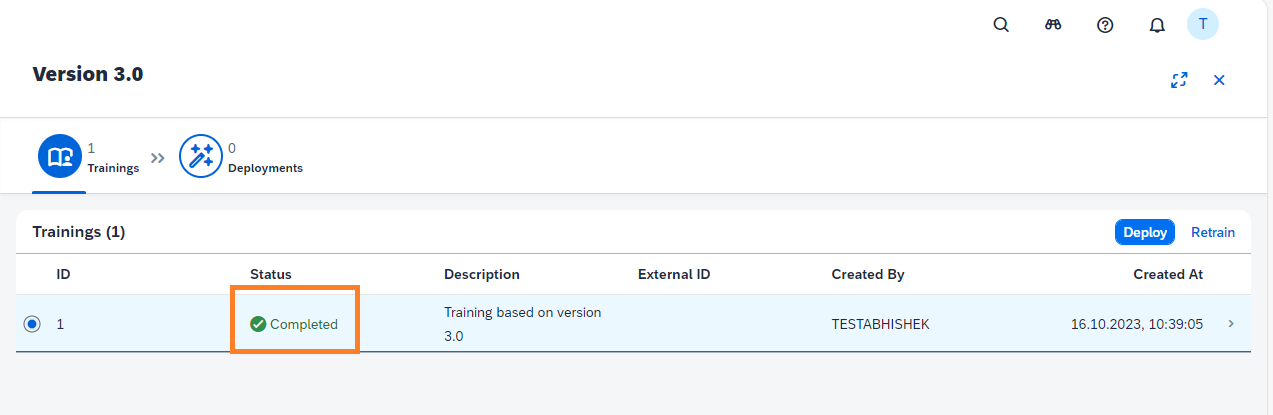 T
Version 3.0
1
Trainings
0
Deployments
Trainings (1)
Deploy
Retrain
ID
Status
Description
External ID
Created By
Created At
1
Completed
Training based on version
3.0
TESTABHISHEK
16.10.2023, 10:39:05